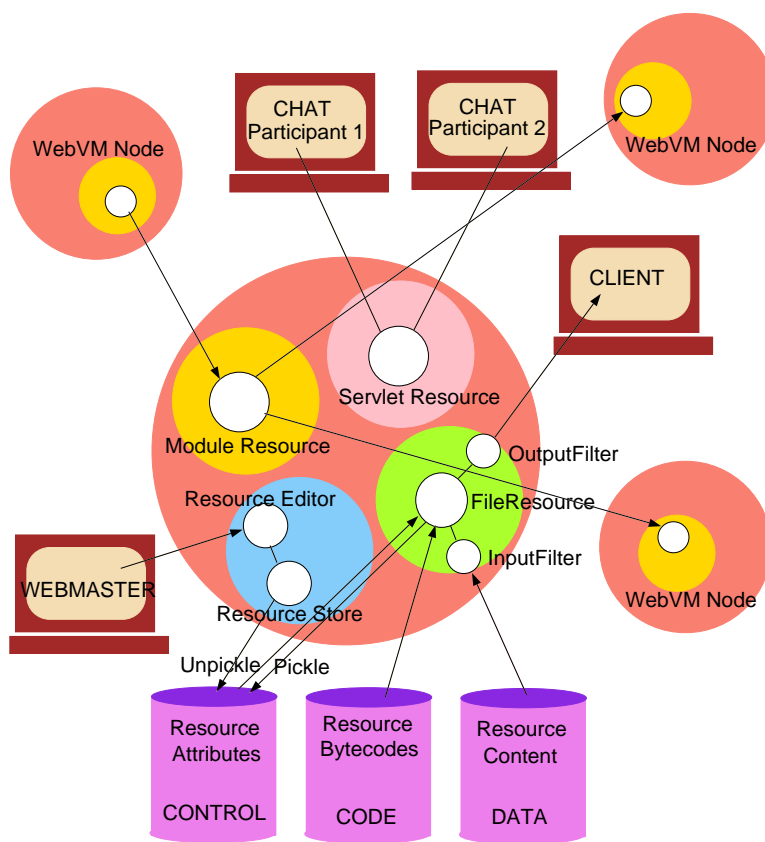 CHAT
Participant 1
CHAT
Participant 2
WebVM Node
WebVM Node
CLIENT
Servlet Resource
Module Resource
OutputFilter
Resource Editor
FileResource
InputFilter
WEBMASTER
WebVM Node
Resource Store
Unpickle
Pickle
Resource
Attributes
CONTROL
Resource
Bytecodes
CODE
Resource
Content
DATA